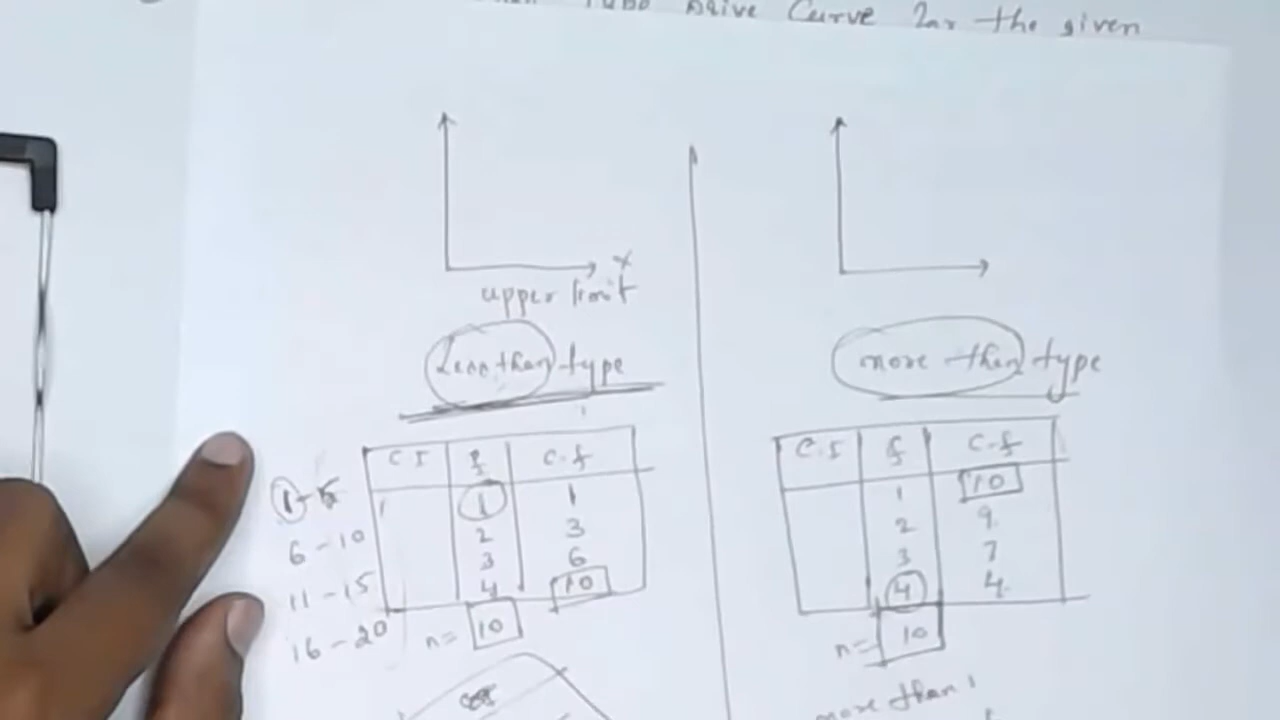 Curve for the given
x
upper limit
Less than type
more than type
C.I f C.f
1-5 1 1
6-10 2 3
11-15 3 6
16-20 4 10
n= 10
C.I f C.f
1 10
2 9
3 7
4 4
n= 10
more than